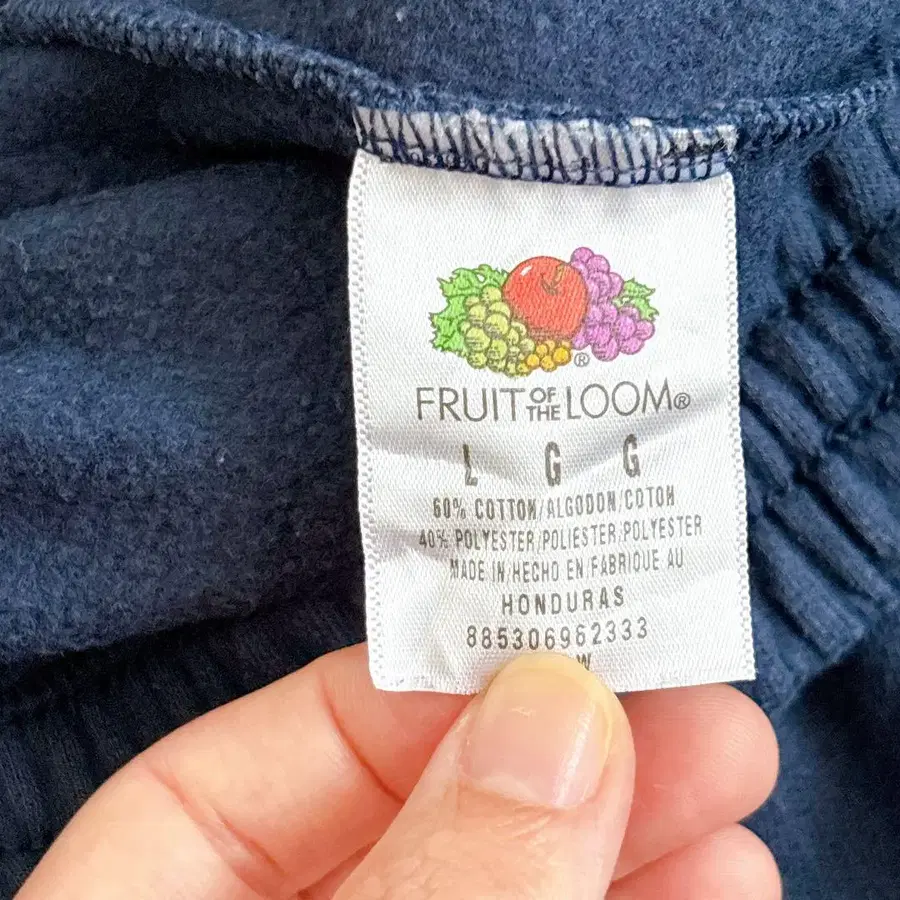 ®
FRUIT OF THE LOOM®
L G G
60% COTTON/ALGODON/COTON
40% POLYESTER/POLIESTER/POLYESTER
MADE IN/HECHO EN/FABRIQUE AU
HONDURAS
885306962333
W